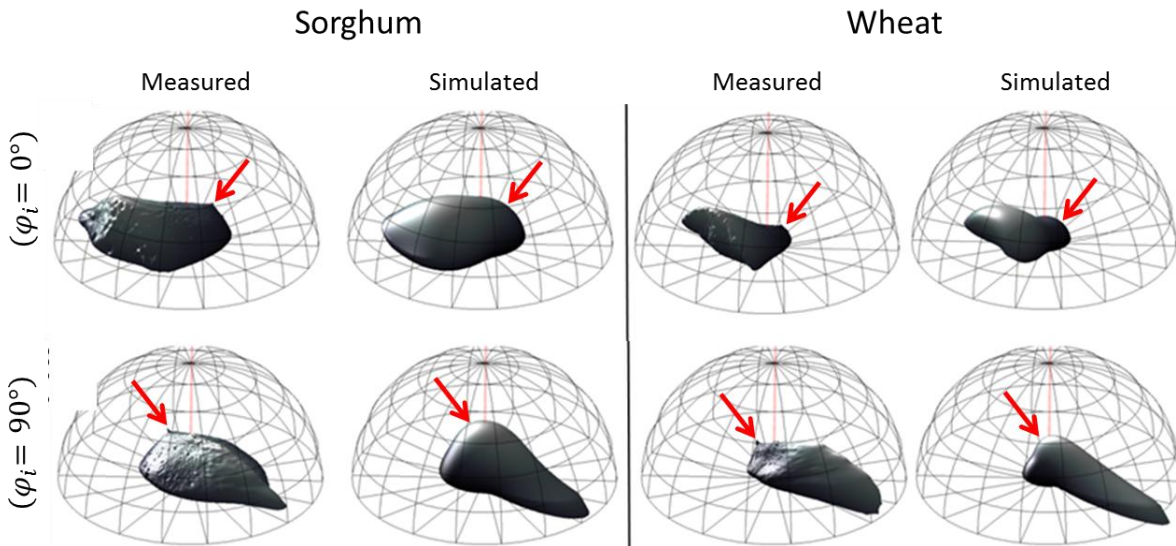 Sorghum Wheat
Measured Simulated Measured Simulated
(φᵢ= 0°)
(φᵢ= 90°)